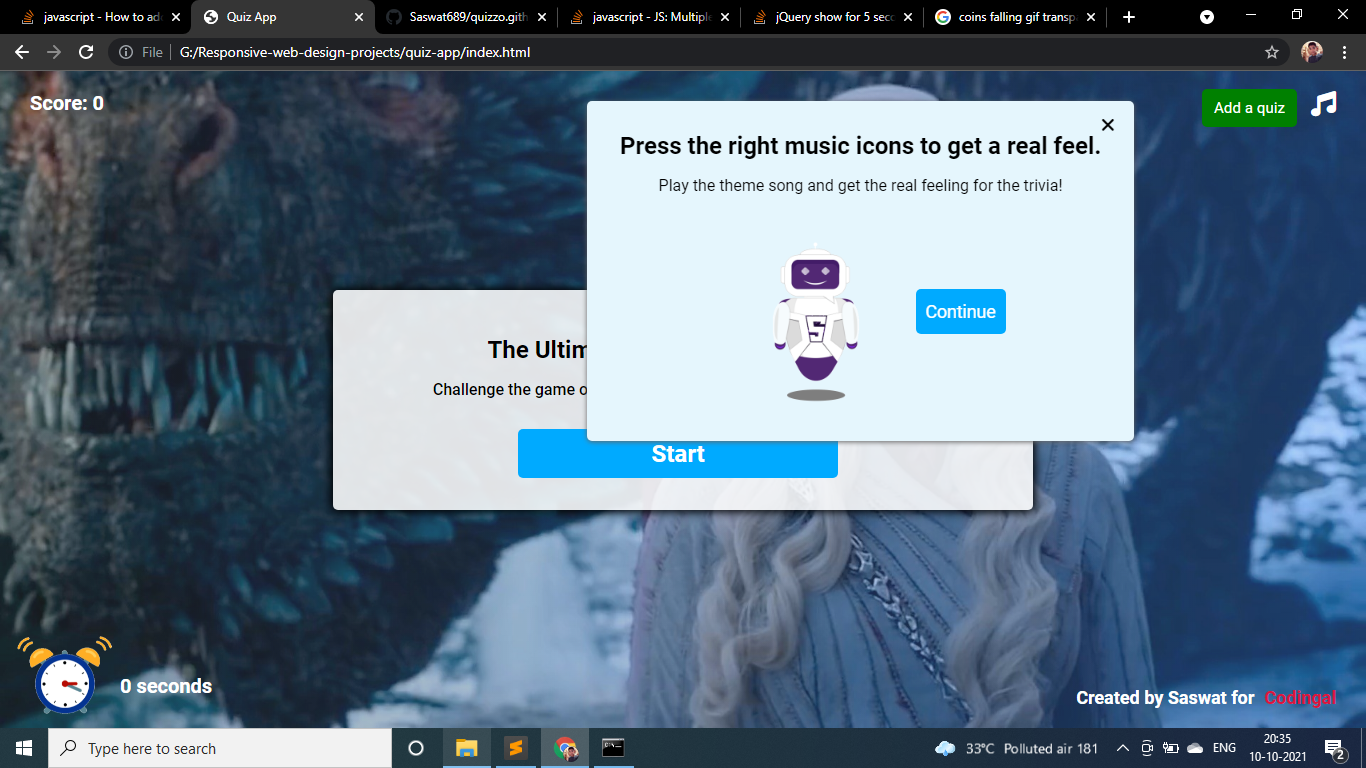 javascript - How to ad
Quiz App
Saswat689/quizzo.gith
javascript - JS: Multiple
jQuery show for 5 seco
coins falling gif transp
File
G:/Responsive-web-design-projects/quiz-app/index.html
Score: 0
Add a quiz
Press the right music icons to get a real feel.
Play the theme song and get the real feeling for the trivia!
S
Continue
The Ultim
Challenge the game o
Start
0 seconds
Created by Saswat for Codingal
Type here to search
33°C Polluted air 181
ENG
20:35
10-10-2021
2